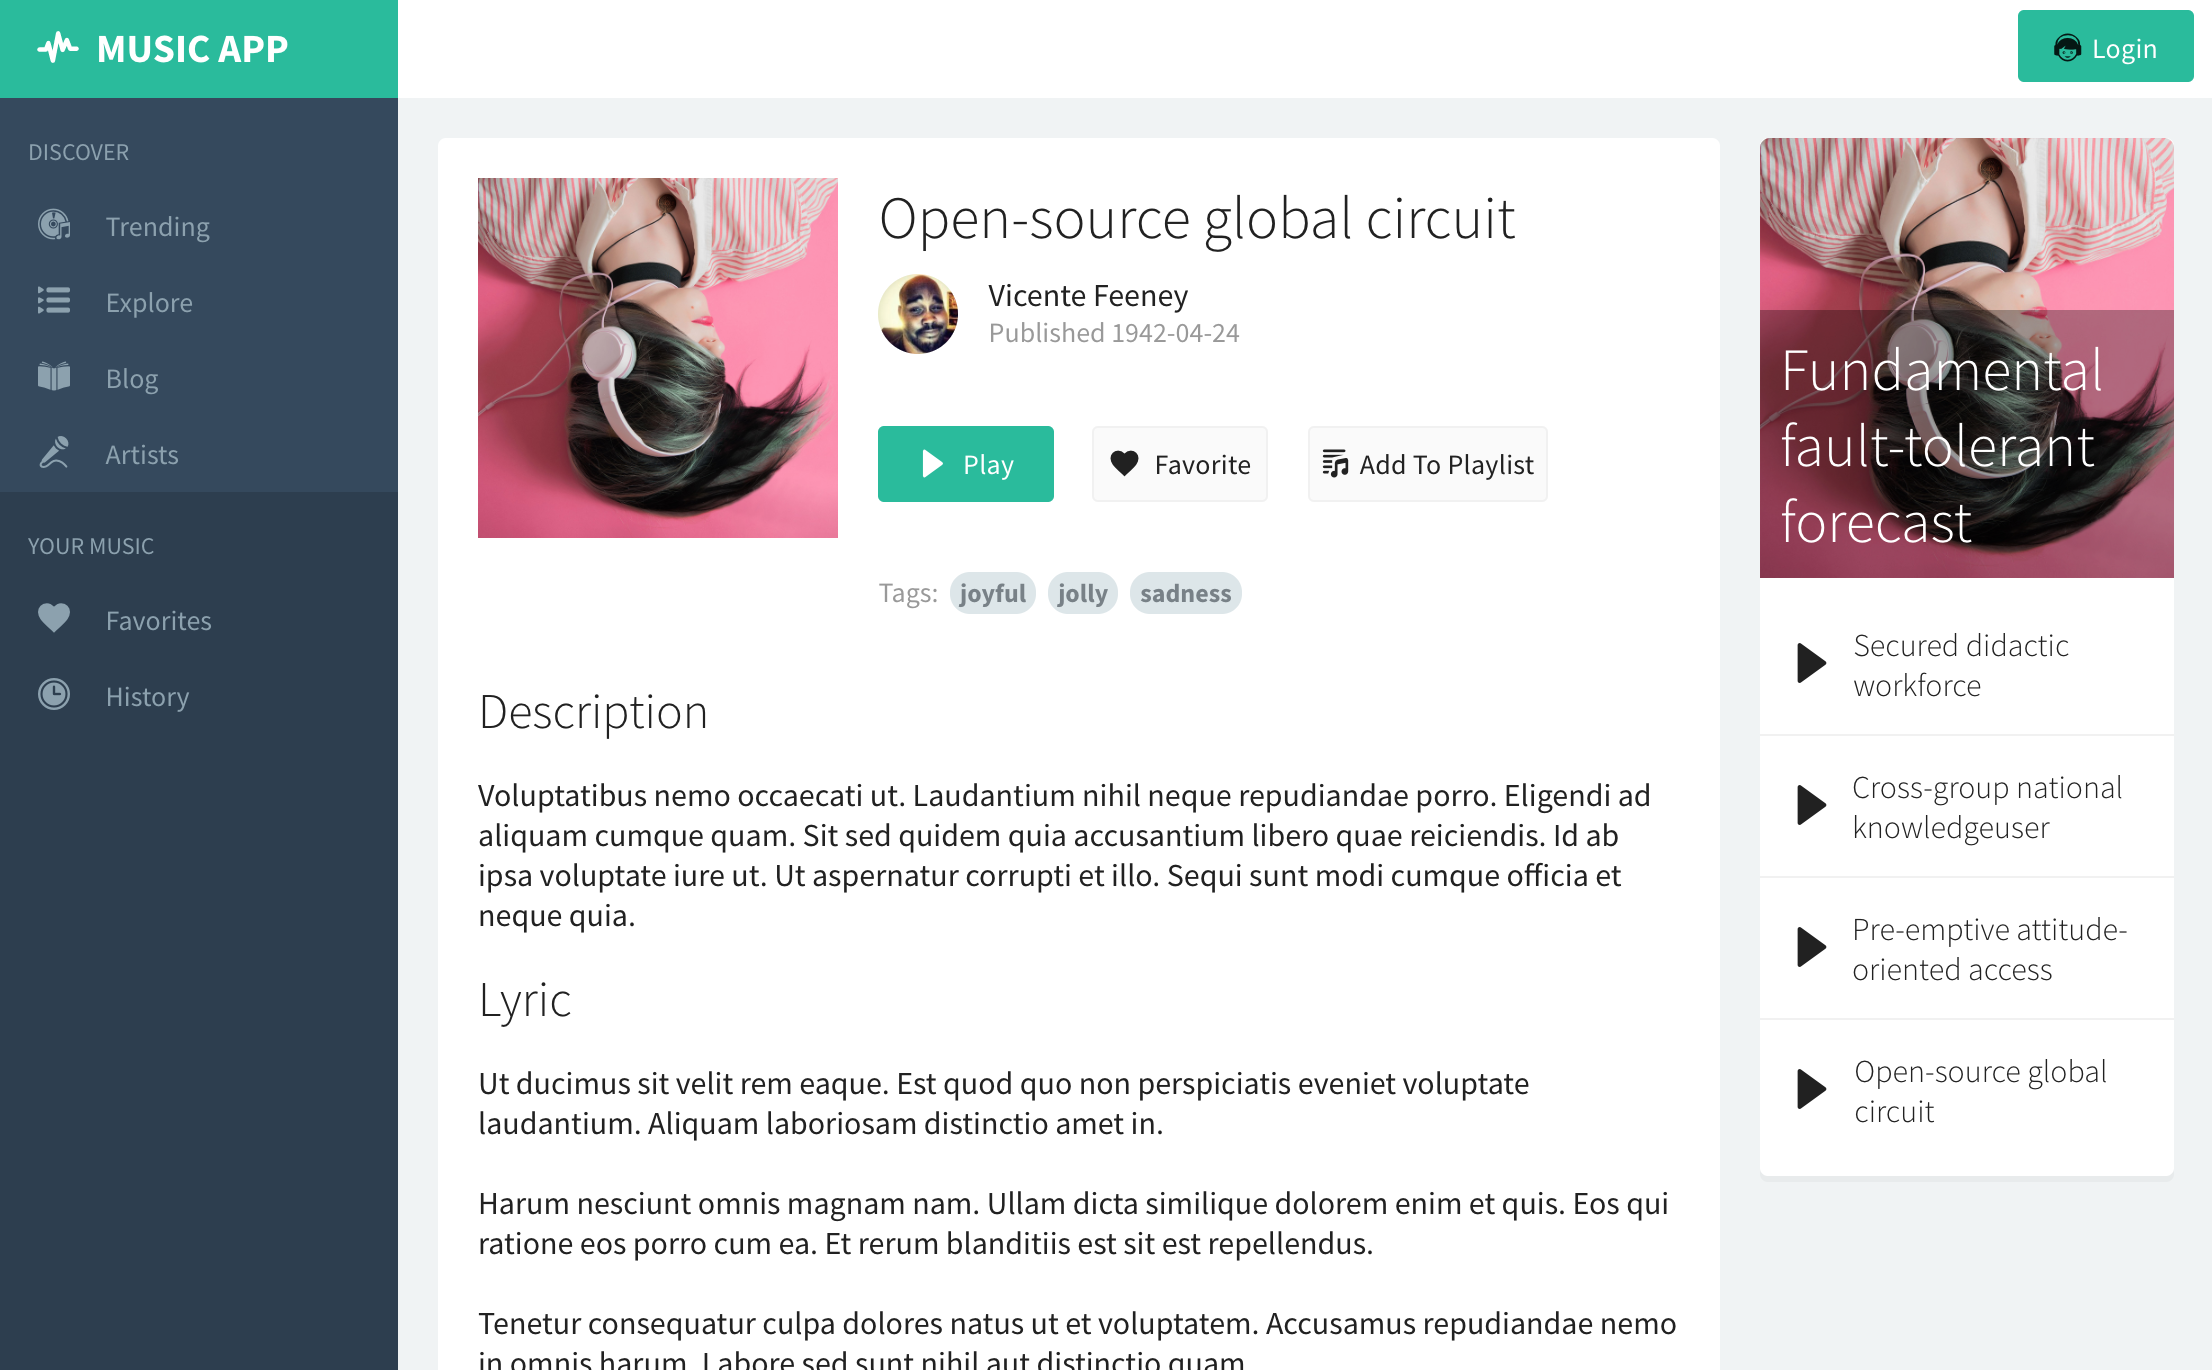 MUSIC APP
Login
DISCOVER
Trending
Explore
Blog
Artists
YOUR MUSIC
Favorites
History
Open-source global circuit
Vicente Feeney
Published 1942-04-24
Play
Favorite
Add To Playlist
Tags: joyful jolly sadness
Description
Voluptatibus nemo occaecati ut. Laudantium nihil neque repudiandae porro. Eligendi ad
aliquam cumque quam. Sit sed quidem quia accusantium libero quae reiciendis. Id ab
ipsa voluptate iure ut. Ut aspernatur corrupti et illo. Sequi sunt modi cumque officia et
neque quia.
Lyric
Ut ducimus sit velit rem eaque. Est quod quo non perspiciatis eveniet voluptate
laudantium. Aliquam laboriosam distinctio amet in.
Harum nesciunt omnis magnam nam. Ullam dicta similique dolorem enim et quis. Eos qui
ratione eos porro cum ea. Et rerum blanditiis est sit est repellendus.
Tenetur consequatur culpa dolores natus ut et voluptatem. Accusamus repudiandae nemo
in omnis harum. Labore sed sunt nihil aut distinctio quam.
Fundamental
fault-tolerant
forecast
Secured didactic
workforce
Cross-group national
knowledgeuser
Pre-emptive attitude-
oriented access
Open-source global
circuit